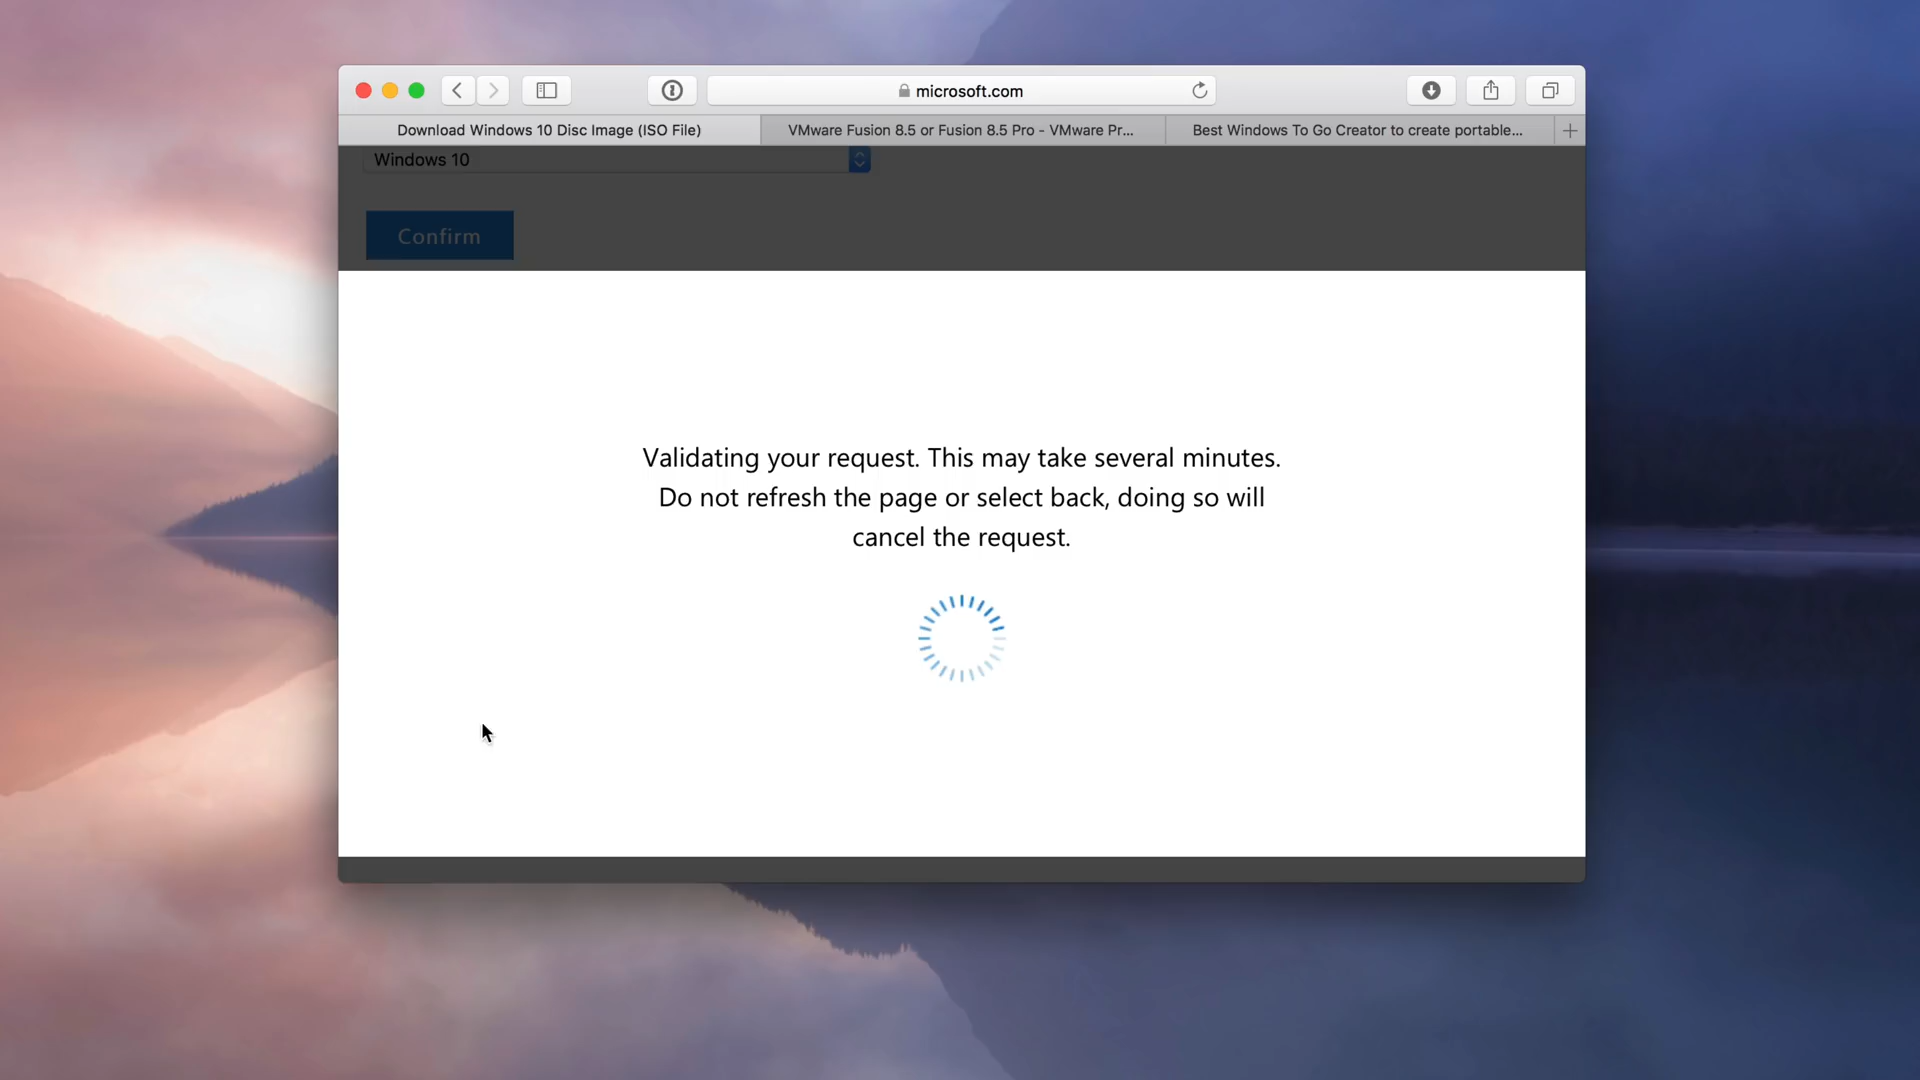 microsoft.com
Download Windows 10 Disc Image (ISO File)
VMware Fusion 8.5 or Fusion 8.5 Pro - VMware Pr...
Best Windows To Go Creator to create portable...
Windows 10
Confirm
Validating your request. This may take several minutes.
Do not refresh the page or select back, doing so will
cancel the request.